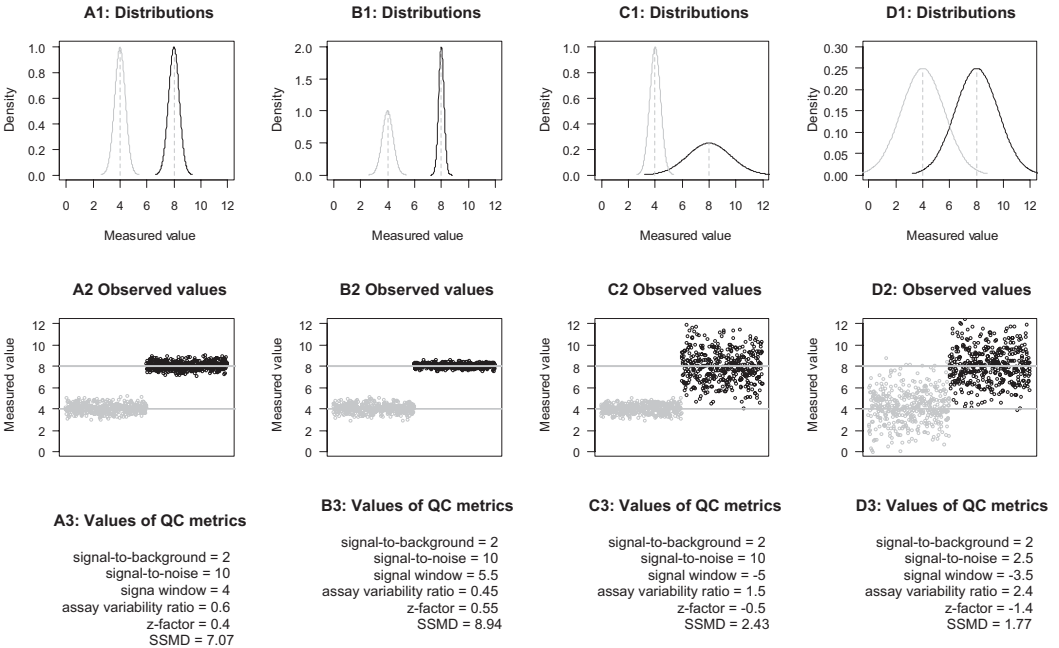 A1: Distributions
B1: Distributions
C1: Distributions
D1: Distributions
Density
1.0
0.8
0.6
0.4
0.2
0.0
0 2 4 6 8 10 12
Measured value
Density
2.0
1.5
1.0
0.5
0.0
0 2 4 6 8 10 12
Measured value
Density
1.0
0.8
0.6
0.4
0.2
0.0
0 2 4 6 8 10 12
Measured value
Density
0.30
0.25
0.20
0.15
0.10
0.05
0.00
0 2 4 6 8 10 12
Measured value
A2 Observed values
B2 Observed values
C2 Observed values
D2: Observed values
Measured value
12
10
8
6
4
2
0
Measured value
12
10
8
6
4
2
0
Measured value
12
10
8
6
4
2
0
Measured value
12
10
8
6
4
2
0
A3: Values of QC metrics
signal-to-background = 2
signal-to-noise = 10
signa window = 4
assay variability ratio = 0.6
z-factor = 0.4
SSMD = 7.07
B3: Values of QC metrics
signal-to-background = 2
signal-to-noise = 10
signal window = 5.5
assay variability ratio = 0.45
z-factor = 0.55
SSMD = 8.94
C3: Values of QC metrics
signal-to-background = 2
signal-to-noise = 10
signal window = -5
assay variability ratio = 1.5
z-factor = -0.5
SSMD = 2.43
D3: Values of QC metrics
signal-to-background = 2
signal-to-noise = 2.5
signal window = -3.5
assay variability ratio = 2.4
z-factor = -1.4
SSMD = 1.77